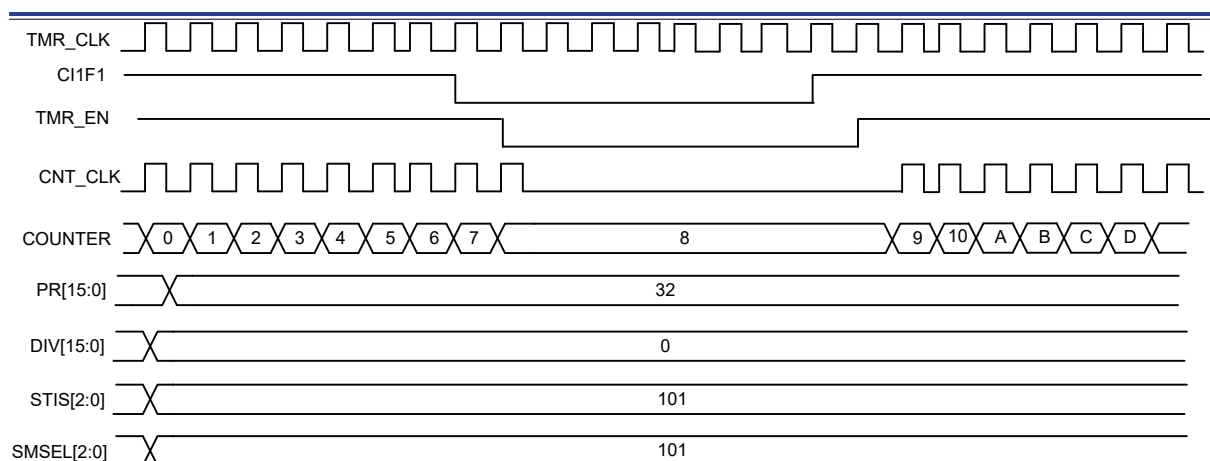 TMR_CLK
CI1F1
TMR_EN
CNT_CLK
COUNTER 0 1 2 3 4 5 6 7 8 9 10 A B C D
PR[15:0] 32
DIV[15:0] 0
STIS[2:0] 101
SMSEL[2:0] 101